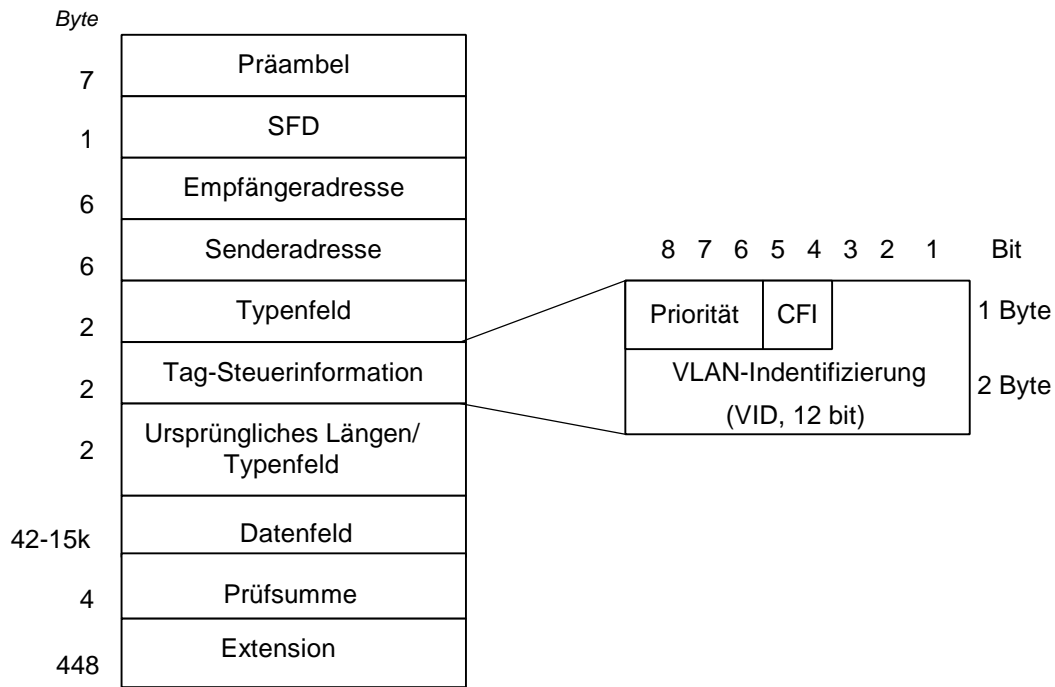 Byte
7
Präambel
1
SFD
6
Empfängeradresse
6
Senderadresse
2
Typenfeld
2
Tag-Steuerinformation
2
Ursprüngliches Längen/
Typenfeld
42-15k
Datenfeld
4
Prüfsumme
448
Extension
8 7 6 5 4 3 2 1 Bit
Priorität CFI 1 Byte
VLAN-Indentifizierung 2 Byte
(VID, 12 bit)